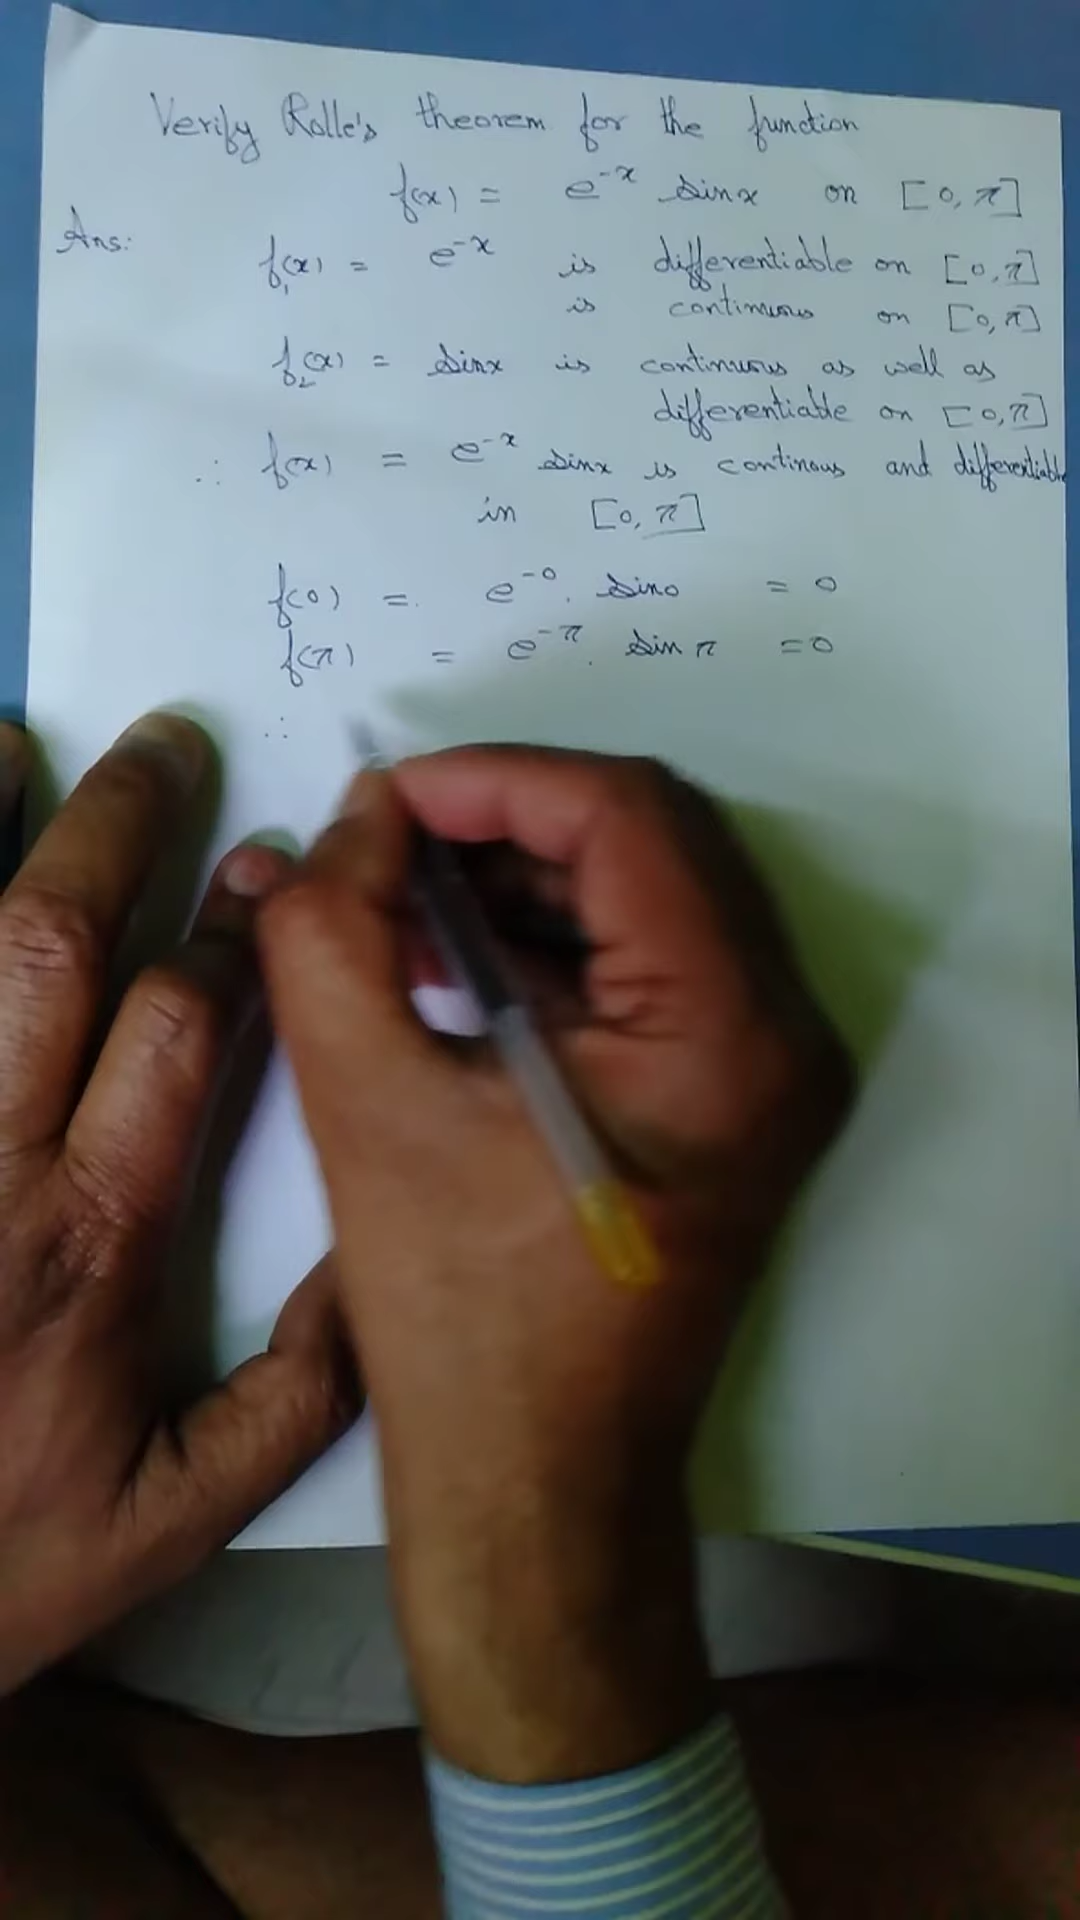 Verify Rolle's theorem for the function
f(x) = e^{-x} sinx on [0, π]
Ans:
f₁(x) = e^{-x} is differentiable on [0, π]
is continuous on [0, π]
f₂(x) = sinx is continuous as well as
differentiable on [0, π]
∴ f(x) = e^{-x} sinx is continous and differentiable
in [0, π]
f(0) = e^{-0}. sin0 = 0
f(π) = e^{-π}. sin π = 0
∴